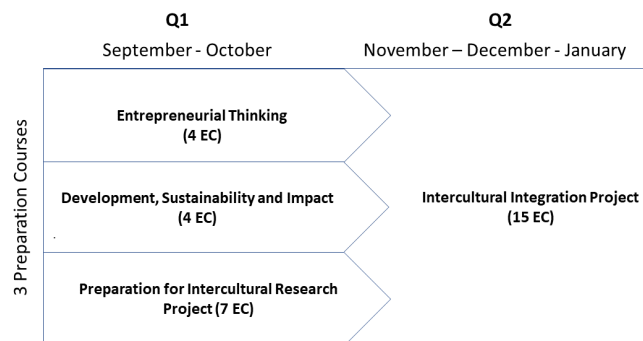 Q1
Q2
September - October
November – December - January
3 Preparation Courses
Entrepreneurial Thinking
(4 EC)
Development, Sustainability and Impact
(4 EC)
Preparation for Intercultural Research
Project (7 EC)
Intercultural Integration Project
(15 EC)